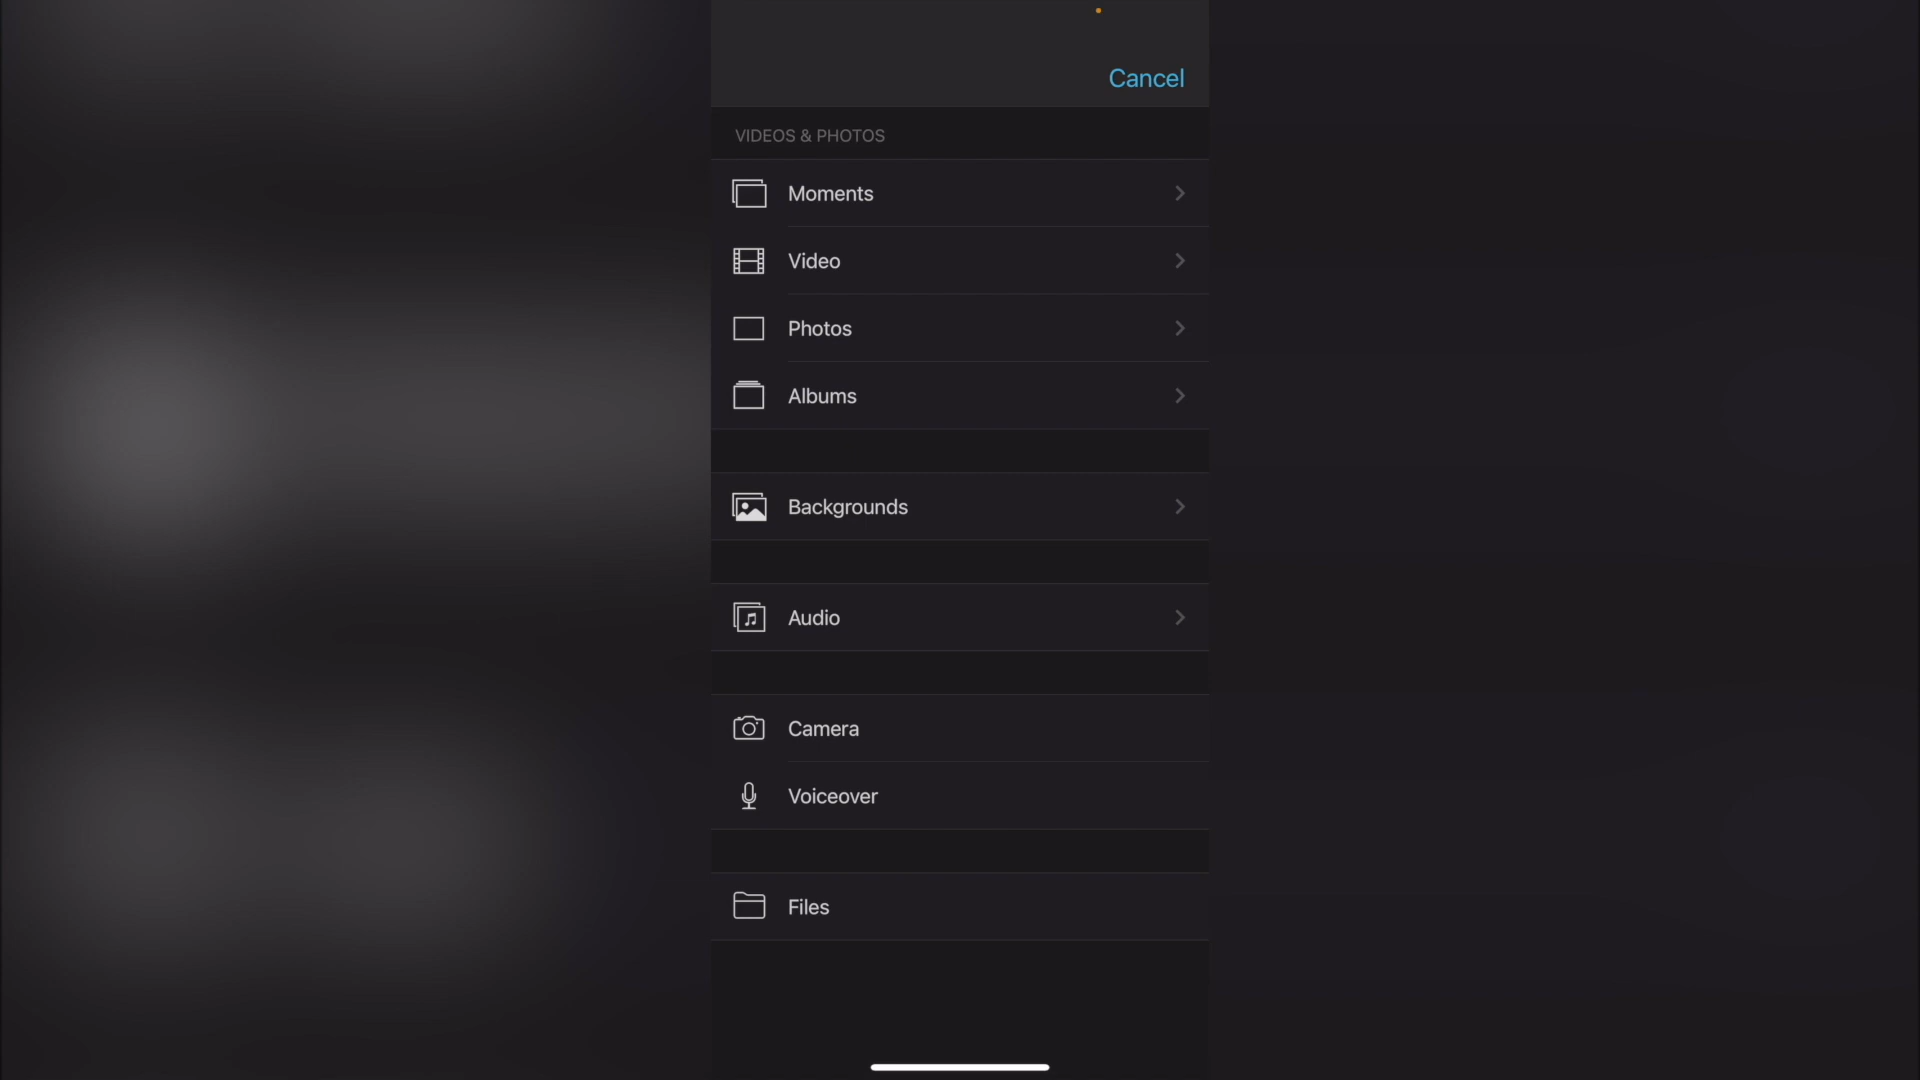 Cancel
VIDEOS & PHOTOS
Moments
Video
Photos
Albums
Backgrounds
Audio
Camera
Voiceover
Files